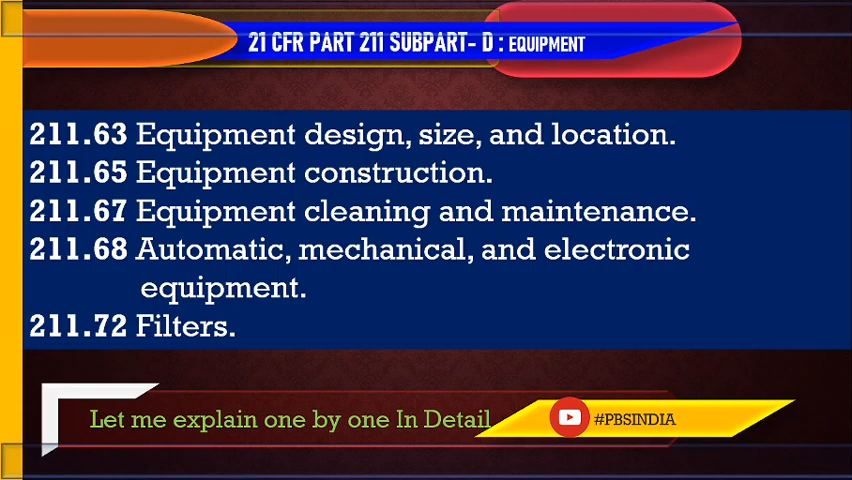 21 CFR PART 211 SUBPART- D : EQUIPMENT
211.63 Equipment design, size, and location.
211.65 Equipment construction.
211.67 Equipment cleaning and maintenance.
211.68 Automatic, mechanical, and electronic
equipment.
211.72 Filters.
Let me explain one by one In Detail
#PBSINDIA